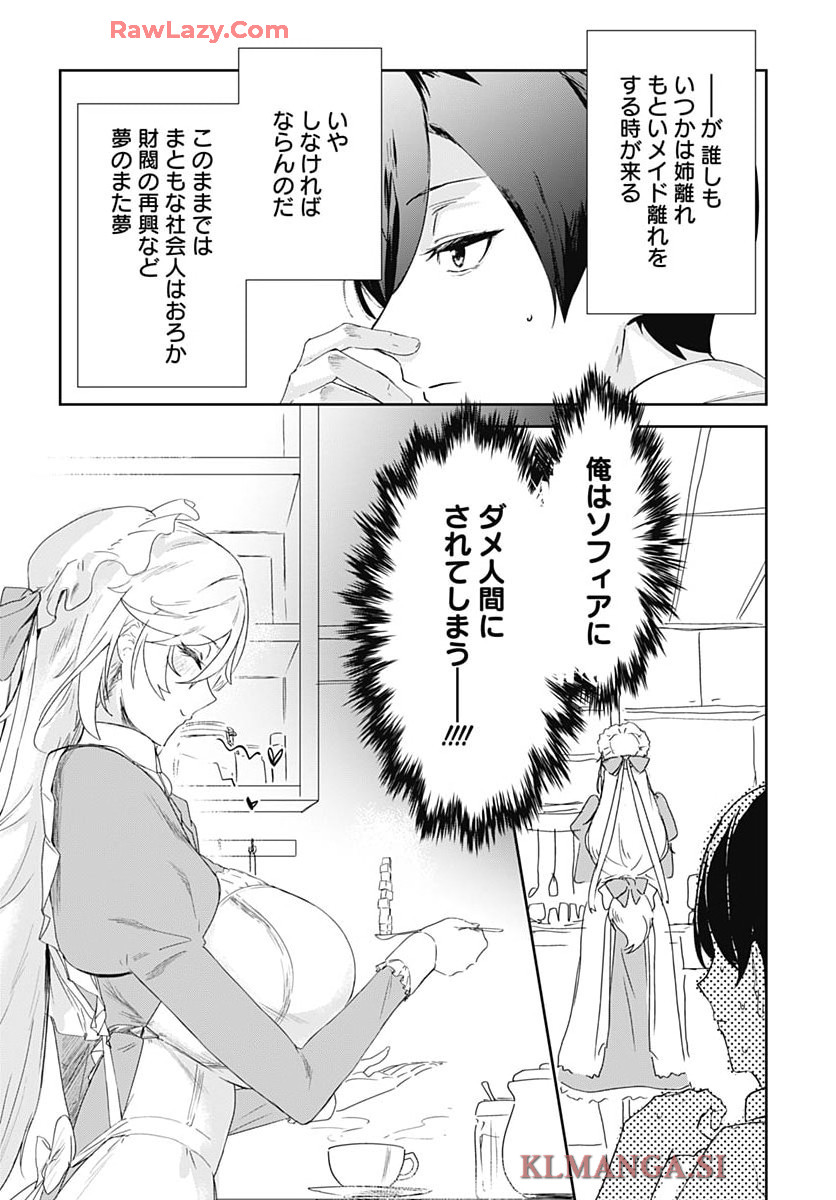 RawLazy.Com
――が 誰しも
いつかは姉離れ
もといメイド離れを
する時が来る
いや
しなければ
ならんのだ
このままでは
まともな社会人はおろか
財閥の再興など
夢のまた夢
俺はソフィアに
ダメ人間に
されてしまう――!!!!
KLMANGA.SI